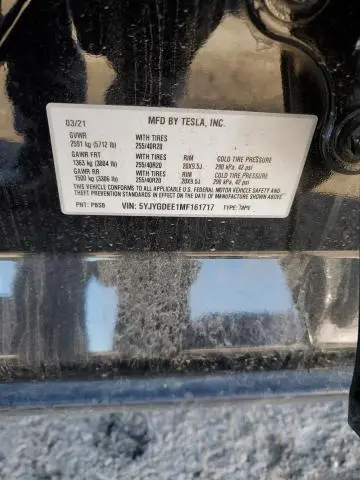 03/21 MFD BY TESLA, INC.
GVWR WITH TIRES
2591 kg (5712 lb) 255/40R20
GAWR FRT WITH TIRES RIM COLD TIRE PRESSURE
1363 kg (3004 lb) 255/40R20 20X9.5J 290 kPa, 42 psi
GAWR RR WITH TIRES RIM COLD TIRE PRESSURE
1500 kg (3306 lb) 255/40R20 20X9.5J 290 kPa, 42 psi
THIS VEHICLE CONFORMS TO ALL APPLICABLE U.S. FEDERAL MOTOR VEHICLE SAFETY AND
THEFT PREVENTION STANDARDS IN EFFECT ON THE DATE OF MANUFACTURE SHOWN ABOVE.
PNT: PBSB VIN: 5YJYGDEE1MF161717 TYPE: MPV